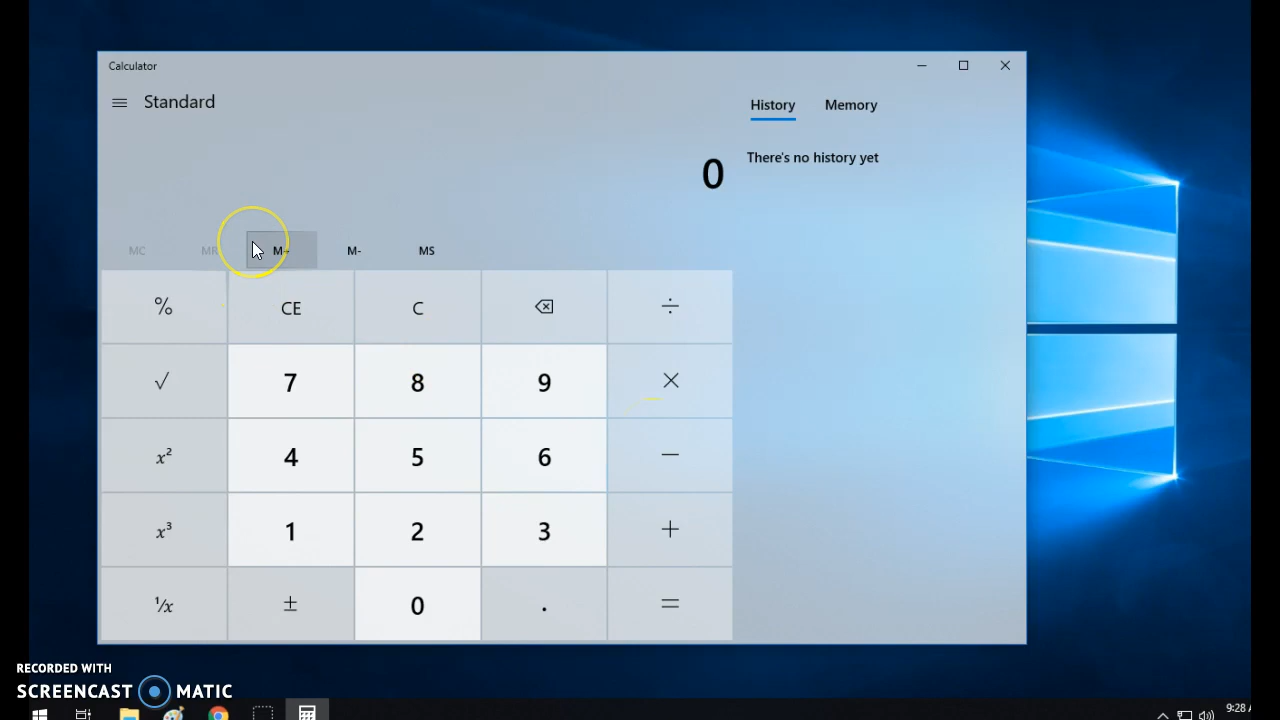 Calculator
Standard
History Memory
There's no history yet
0
MC MR M+ M- MS
% CE C ÷
√ 7 8 9 ×
x² 4 5 6 −
x³ 1 2 3 +
¹/x ± 0 . =
RECORDED WITH
SCREENCAST MATIC
9:28